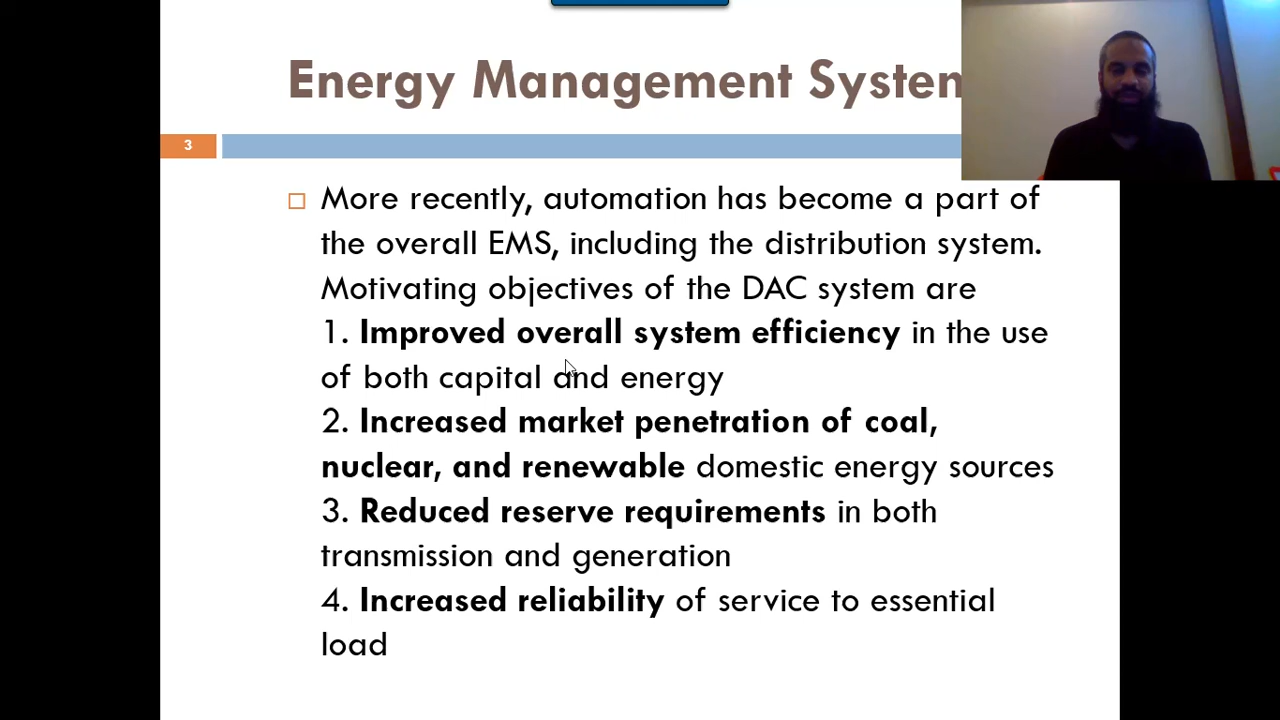 Energy Management System
3
More recently, automation has become a part of
the overall EMS, including the distribution system.
Motivating objectives of the DAC system are
1. Improved overall system efficiency in the use
of both capital and energy
2. Increased market penetration of coal,
nuclear, and renewable domestic energy sources
3. Reduced reserve requirements in both
transmission and generation
4. Increased reliability of service to essential
load